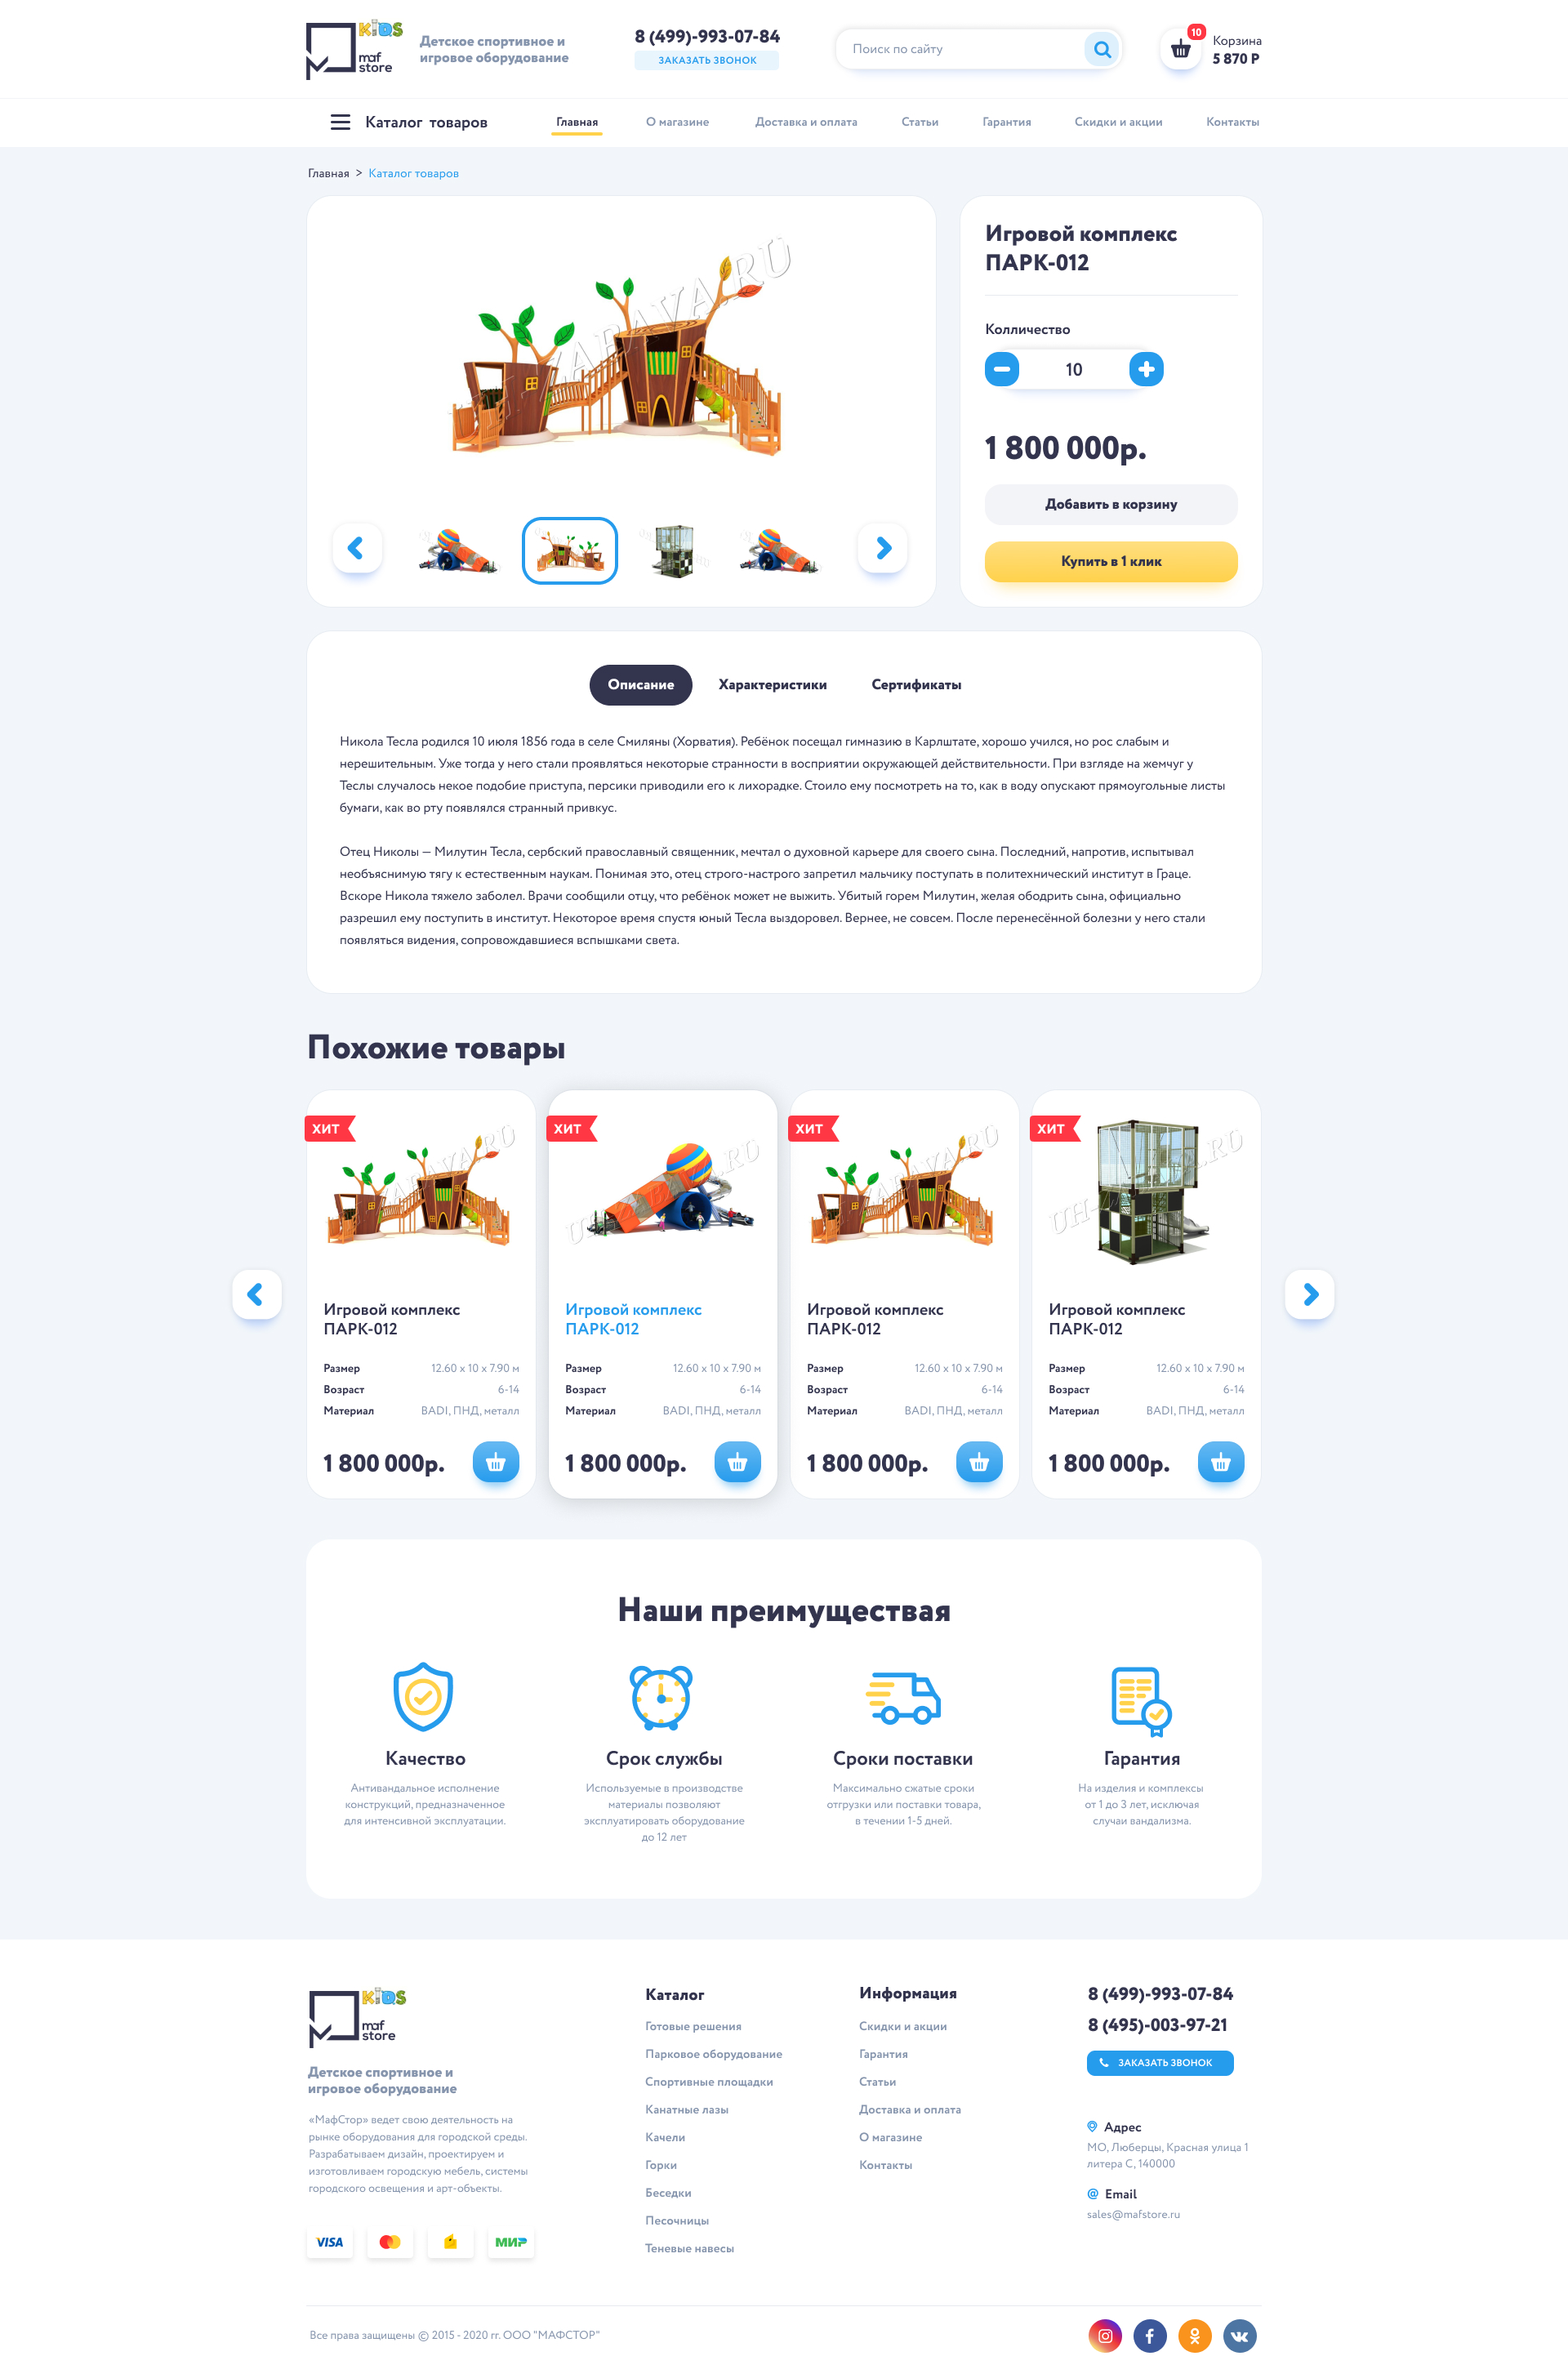 KiDS
maf
store
Детское спортивное и
игровое оборудование
8 (499)-993-07-84
ЗАКАЗАТЬ ЗВОНОК
Поиск по сайту
10
Корзина
5 870 Р
Каталог товаров
Главная
О магазине
Доставка и оплата
Статьи
Гарантия
Скидки и акции
Контакты
Главная > Каталог товаров
Игровой комплекс
ПАРК-012
Колличество
10
1 800 000р.
Добавить в корзину
Купить в 1 клик
Описание
Характеристики
Сертификаты
Никола Тесла родился 10 июля 1856 года в селе Смиляны (Хорватия). Ребёнок посещал гимназию в Карлштате, хорошо учился, но рос слабым и
нерешительным. Уже тогда у него стали проявляться некоторые странности в восприятии окружающей действительности. При взгляде на жемчуг у
Теслы случалось некое подобие приступа, персики приводили его к лихорадке. Стоило ему посмотреть на то, как в воду опускают прямоугольные листы
бумаги, как во рту появлялся странный привкус.
Отец Николы — Милутин Тесла, сербский православный священник, мечтал о духовной карьере для своего сына. Последний, напротив, испытывал
необъяснимую тягу к естественным наукам. Понимая это, отец строго-настрого запретил мальчику поступать в политехнический институт в Граце.
Вскоре Никола тяжело заболел. Врачи сообщили отцу, что ребёнок может не выжить. Убитый горем Милутин, желая ободрить сына, официально
разрешил ему поступить в институт. Некоторое время спустя юный Тесла выздоровел. Вернее, не совсем. После перенесённой болезни у него стали
появляться видения, сопровождавшиеся вспышками света.
Похожие товары
ХИТ
Игровой комплекс
ПАРК-012
Размер 12.60 x 10 x 7.90 м
Возраст 6-14
Материал BADI, ПНД, металл
1 800 000р.
ХИТ
Игровой комплекс
ПАРК-012
Размер 12.60 x 10 x 7.90 м
Возраст 6-14
Материал BADI, ПНД, металл
1 800 000р.
ХИТ
Игровой комплекс
ПАРК-012
Размер 12.60 x 10 x 7.90 м
Возраст 6-14
Материал BADI, ПНД, металл
1 800 000р.
ХИТ
Игровой комплекс
ПАРК-012
Размер 12.60 x 10 x 7.90 м
Возраст 6-14
Материал BADI, ПНД, металл
1 800 000р.
Наши преимуществая
Качество
Антивандальное исполнение
конструкций, предназначенное
для интенсивной эксплуатации.
Срок службы
Используемые в производстве
материалы позволяют
эксплуатировать оборудование
до 12 лет
Сроки поставки
Максимально сжатые сроки
отгрузки или поставки товара,
в течении 1-5 дней.
Гарантия
На изделия и комплексы
от 1 до 3 лет, исключая
случаи вандализма.
KiDS
maf
store
Детское спортивное и
игровое оборудование
«МафСтор» ведет свою деятельность на
рынке оборудования для городской среды.
Разрабатываем дизайн, проектируем и
изготовливаем городскую мебель, системы
городского освещения и арт-объекты.
VISA
МИР
Каталог
Готовые решения
Парковое оборудование
Спортивные площадки
Канатные лазы
Качели
Горки
Беседки
Песочницы
Теневые навесы
Информация
Скидки и акции
Гарантия
Статьи
Доставка и оплата
О магазине
Контакты
8 (499)-993-07-84
8 (495)-003-97-21
ЗАКАЗАТЬ ЗВОНОК
Адрес
МО, Люберцы, Красная улица 1
литера С, 140000
@ Email
sales@mafstore.ru
Все права защищены © 2015 - 2020 гг. ООО "МАФСТОР"